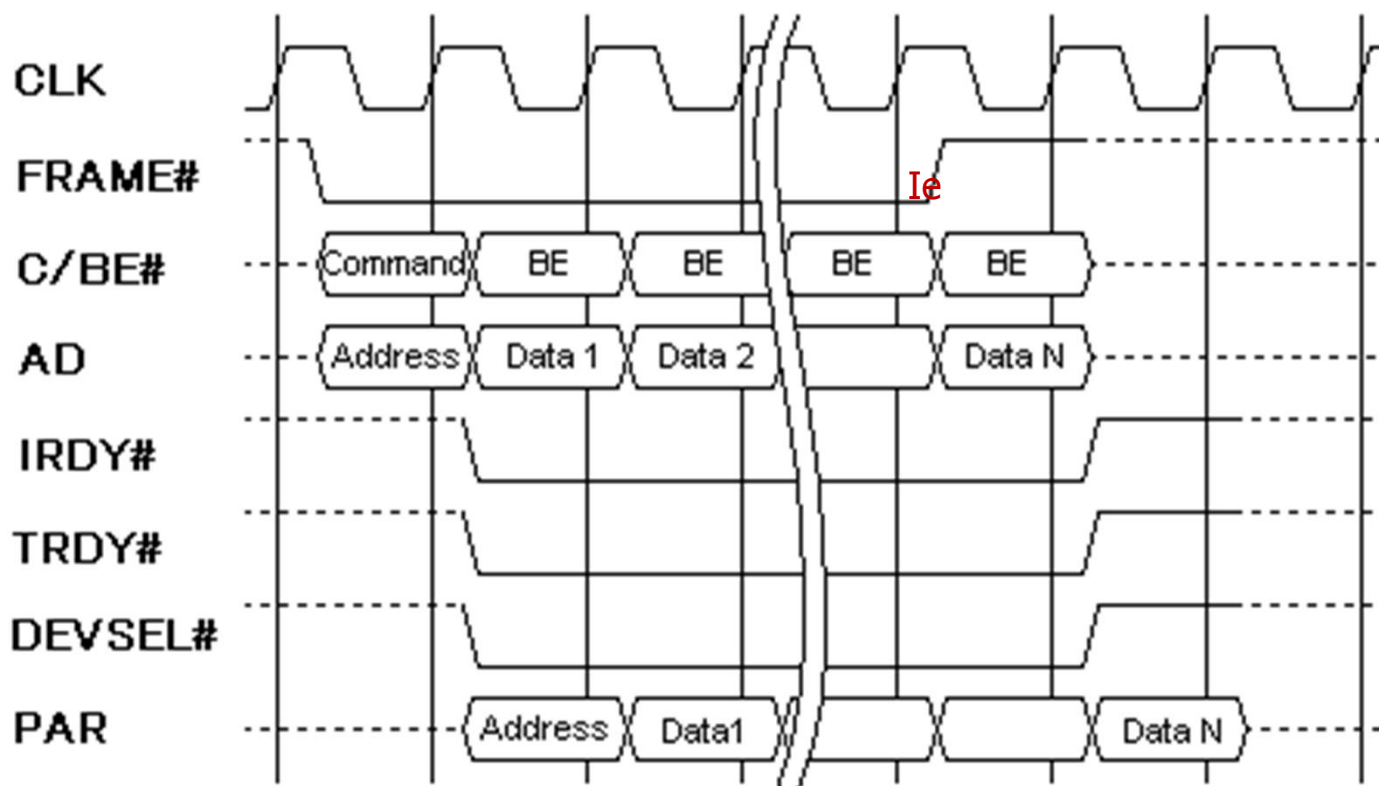 CLK
FRAME#
Ie
C/BE#
Command BE BE BE BE
AD
Address Data 1 Data 2 Data N
IRDY#
TRDY#
DEVSEL#
PAR
Address Data1 Data N